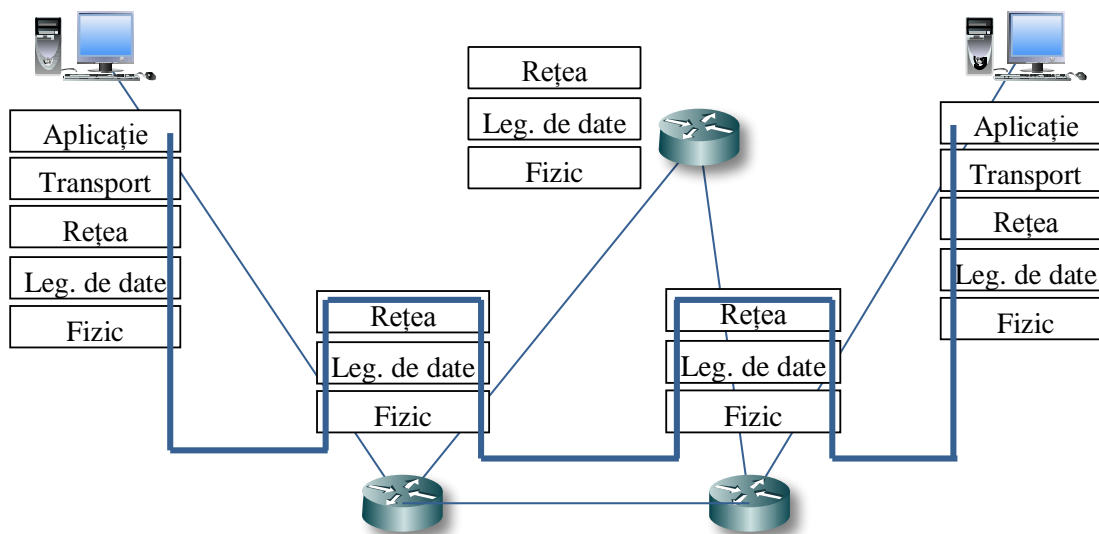 Aplicație
Transport
Rețea
Leg. de date
Fizic
Rețea
Leg. de date
Fizic
Rețea
Leg. de date
Fizic
Rețea
Leg. de date
Fizic
Aplicație
Transport
Rețea
Leg. de date
Fizic